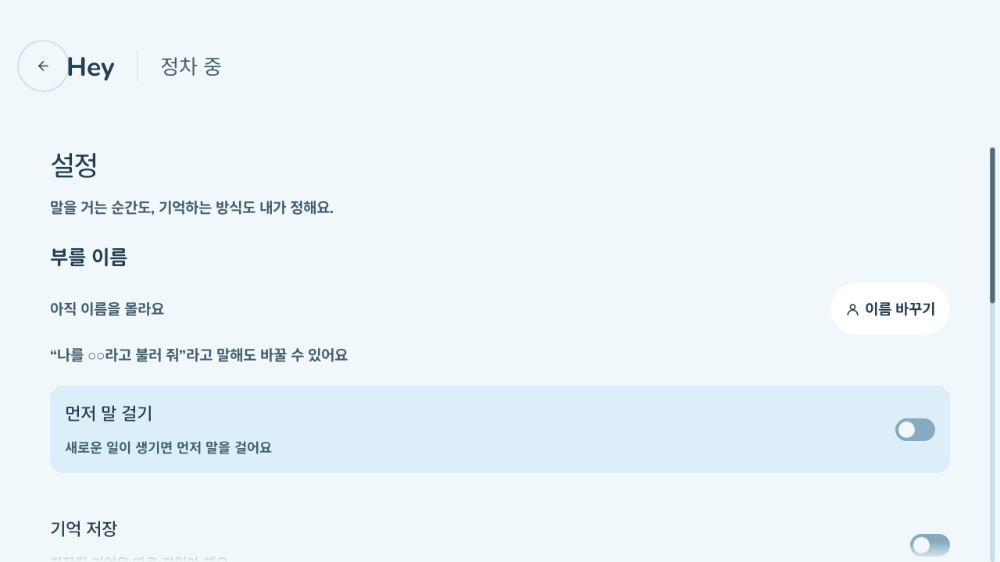 Hey
정차 중
설정
말을 거는 순간도, 기억하는 방식도 내가 정해요.
부를 이름
아직 이름을 몰라요
이름 바꾸기
“나를 ○○라고 불러 줘”라고 말해도 바꿀 수 있어요
먼저 말 걸기
새로운 일이 생기면 먼저 말을 걸어요
기억 저장